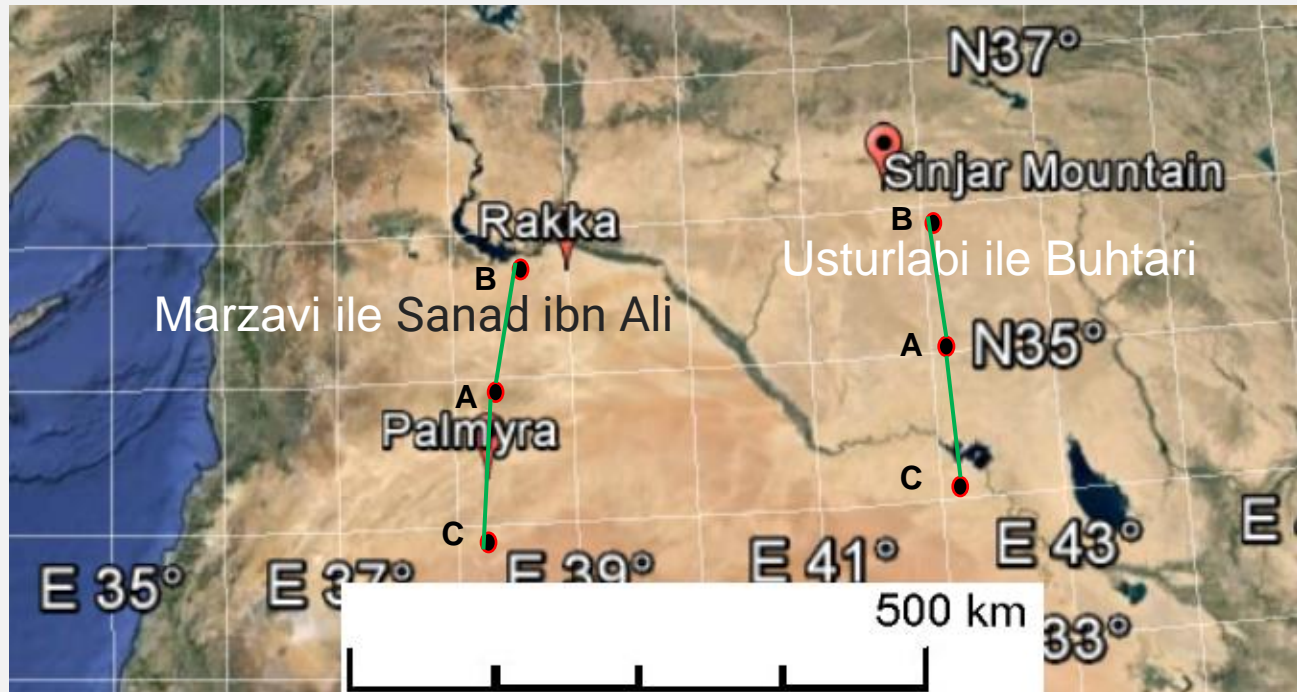 N37°
Sinjar Mountain
Rakka
B
Usturlabi ile Buhtari
B
Marzavi ile Sanad ibn Ali
A
N35°
A
Palmyra
C
C
E 35°
E 37°
E 39°
E 41°
E 43°
E
500 km
33°